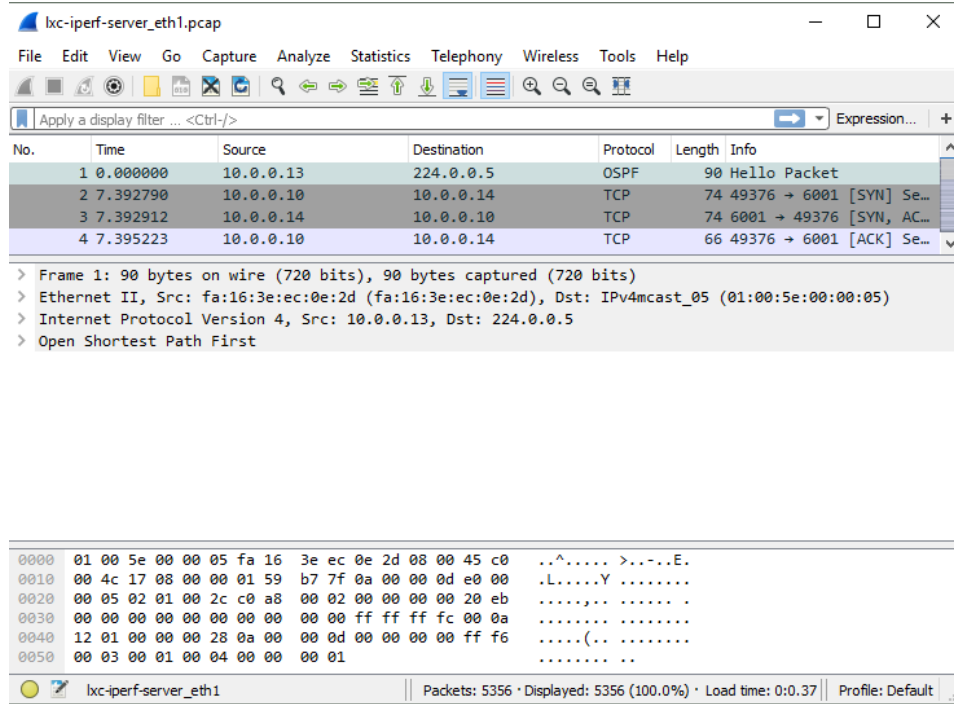 lxc-iperf-server_eth1.pcap
File Edit View Go Capture Analyze Statistics Telephony Wireless Tools Help
Apply a display filter ... <Ctrl-/> Expression... +
No. Time Source Destination Protocol Length Info
1 0.000000 10.0.0.13 224.0.0.5 OSPF 90 Hello Packet
2 7.392790 10.0.0.10 10.0.0.14 TCP 74 49376 → 6001 [SYN] Se…
3 7.392912 10.0.0.14 10.0.0.10 TCP 74 6001 → 49376 [SYN, AC…
4 7.395223 10.0.0.10 10.0.0.14 TCP 66 49376 → 6001 [ACK] Se…
> Frame 1: 90 bytes on wire (720 bits), 90 bytes captured (720 bits)
> Ethernet II, Src: fa:16:3e:ec:0e:2d (fa:16:3e:ec:0e:2d), Dst: IPv4mcast_05 (01:00:5e:00:00:05)
> Internet Protocol Version 4, Src: 10.0.0.13, Dst: 224.0.0.5
> Open Shortest Path First
0000 01 00 5e 00 00 05 fa 16 3e ec 0e 2d 08 00 45 c0 ..^..... >..-..E.
0010 00 4c 17 08 00 00 01 59 b7 7f 0a 00 00 0d e0 00 .L.....Y ........
0020 00 05 02 01 00 2c c0 a8 00 02 00 00 00 00 20 eb .....,.. ...... .
0030 00 00 00 00 00 00 00 00 00 00 ff ff ff fc 00 0a ........ ........
0040 12 01 00 00 00 28 0a 00 00 0d 00 00 00 00 ff f6 .....(.. ........
0050 00 03 00 01 00 04 00 00 00 01 ........ ..
lxc-iperf-server_eth1 Packets: 5356 · Displayed: 5356 (100.0%) · Load time: 0:0.37 Profile: Default